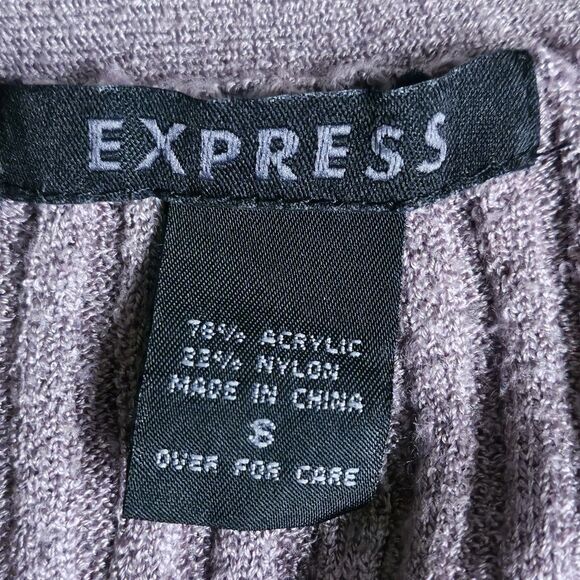 EXPRESS
78% ACRYLIC
22% NYLON
MADE IN CHINA
S
OVER FOR CARE